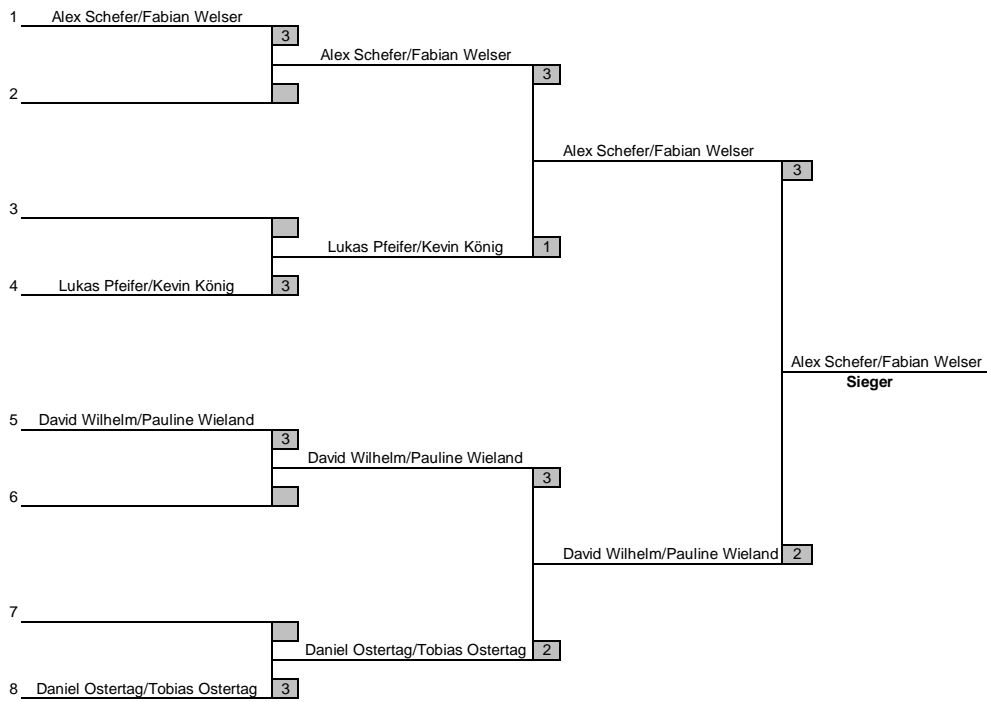 1 Alex Schefer/Fabian Welser
3
Alex Schefer/Fabian Welser
3
2
Alex Schefer/Fabian Welser
3
3
Lukas Pfeifer/Kevin König 1
4 Lukas Pfeifer/Kevin König 3
Alex Schefer/Fabian Welser
Sieger
5 David Wilhelm/Pauline Wieland
3
David Wilhelm/Pauline Wieland
3
6
David Wilhelm/Pauline Wieland 2
7
Daniel Ostertag/Tobias Ostertag 2
8 Daniel Ostertag/Tobias Ostertag 3